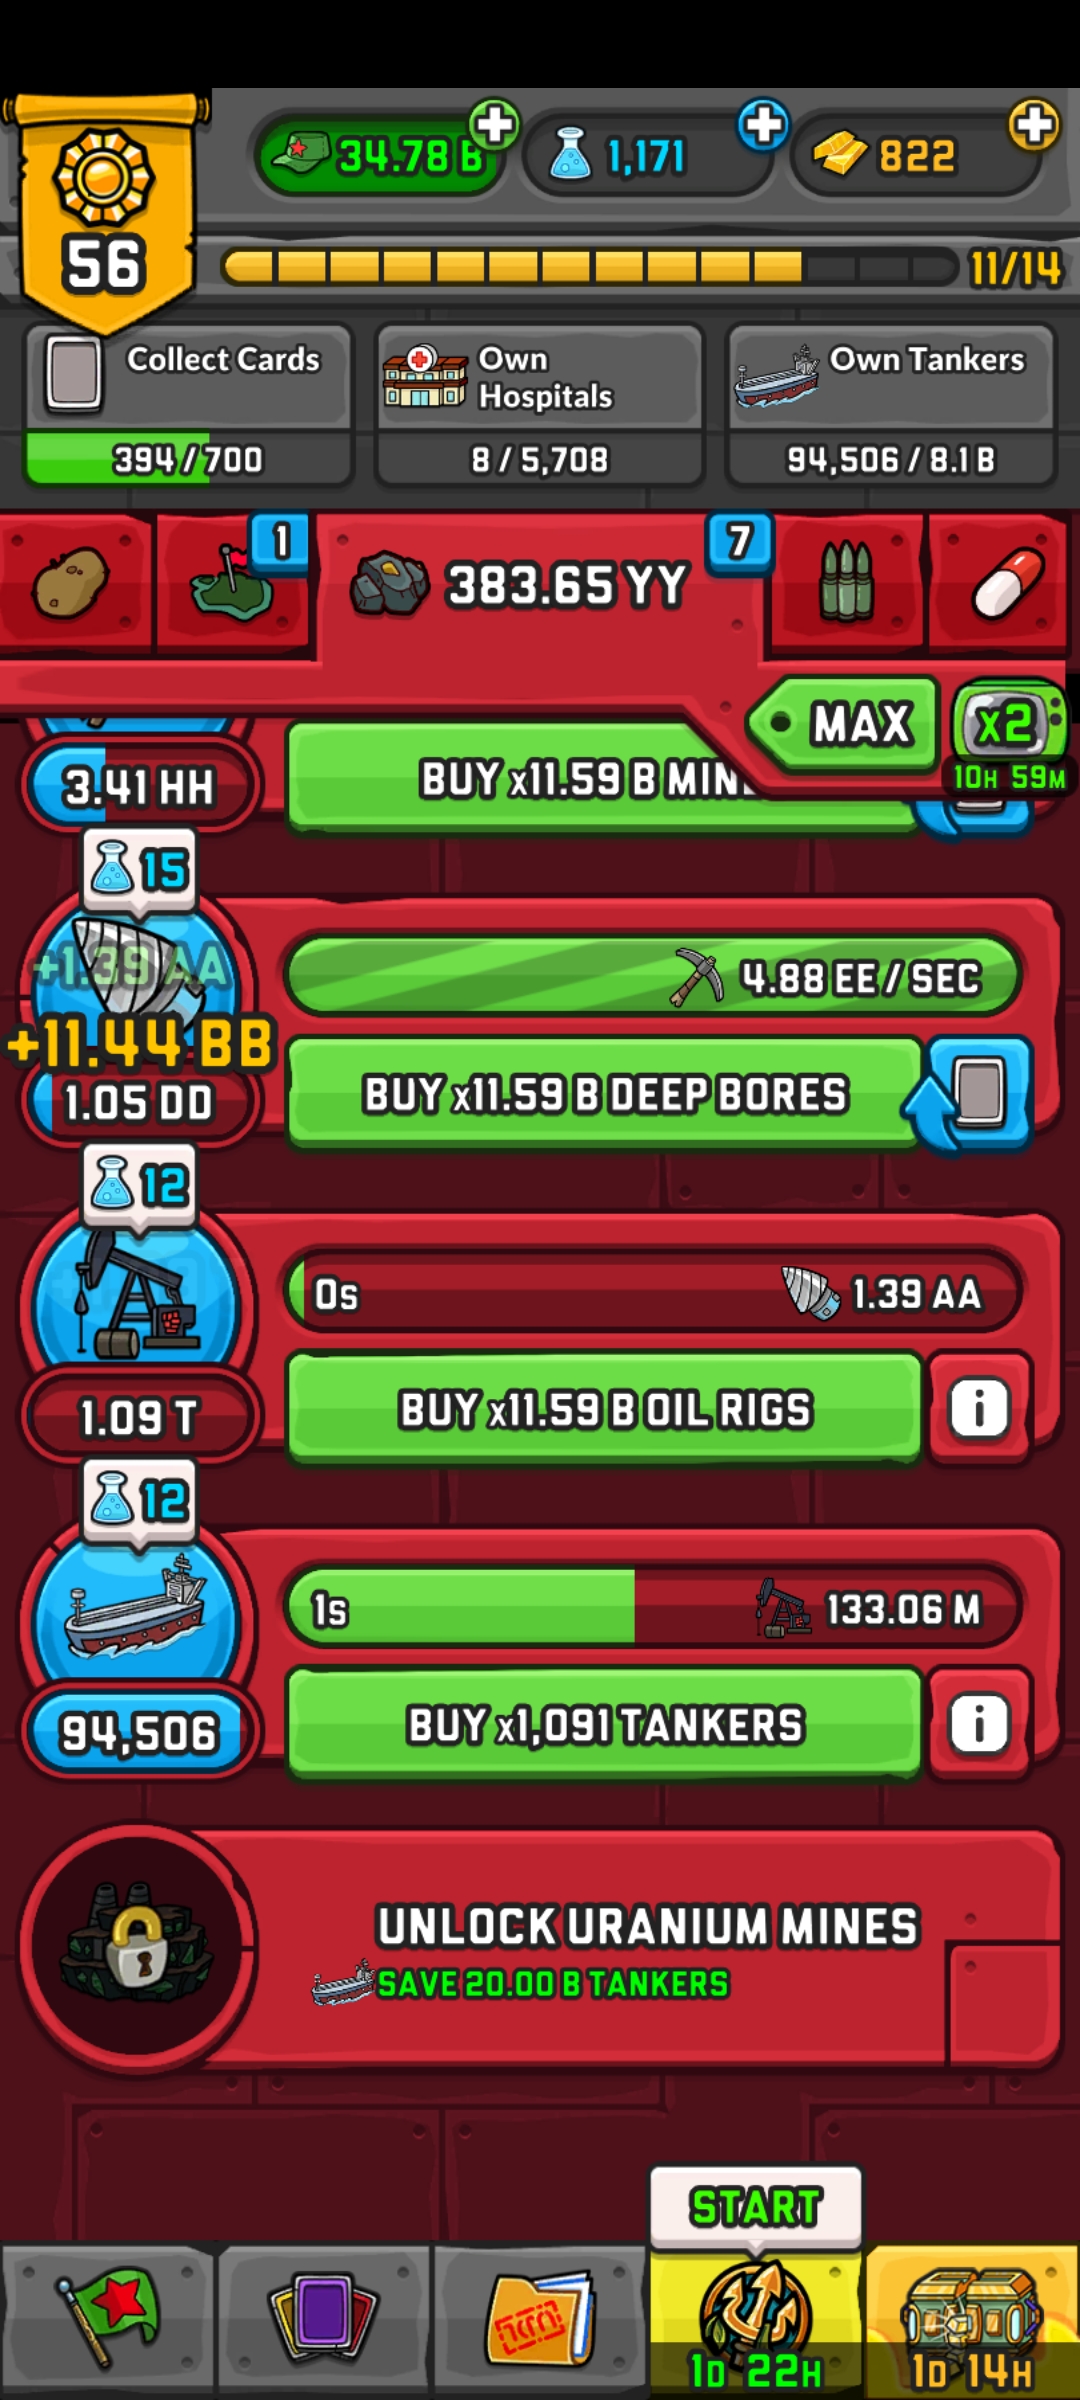 34.78 B
1,171
822
56
11/14
Collect Cards
394/700
Own
Hospitals
8/5,708
Own Tankers
94,506/8.1 B
1
383.65 YY
7
MAX
X2
10H 59M
3.41 HH
BUY x11.59 B MIN
15
+1.39 AA
4.88 EE/SEC
+11.44 BB
1.05 DD
BUY x11.59 B DEEP BORES
12
0s
1.39 AA
1.09 T
BUY x11.59 B OIL RIGS
i
12
1s
133.06 M
94,506
BUY x1,091 TANKERS
i
UNLOCK URANIUM MINES
SAVE 20.00 B TANKERS
START
1D 22H
1D 14H